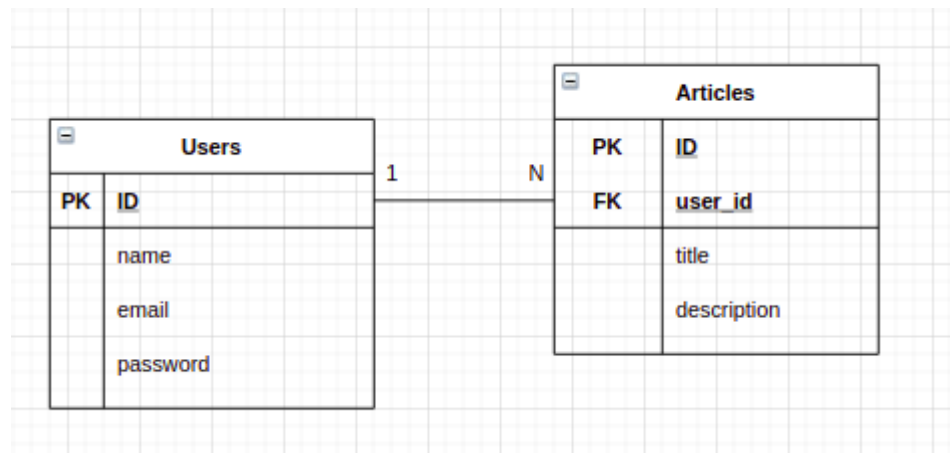 Users
PK ID
name
email
password
1 N
Articles
PK ID
FK user_id
title
description